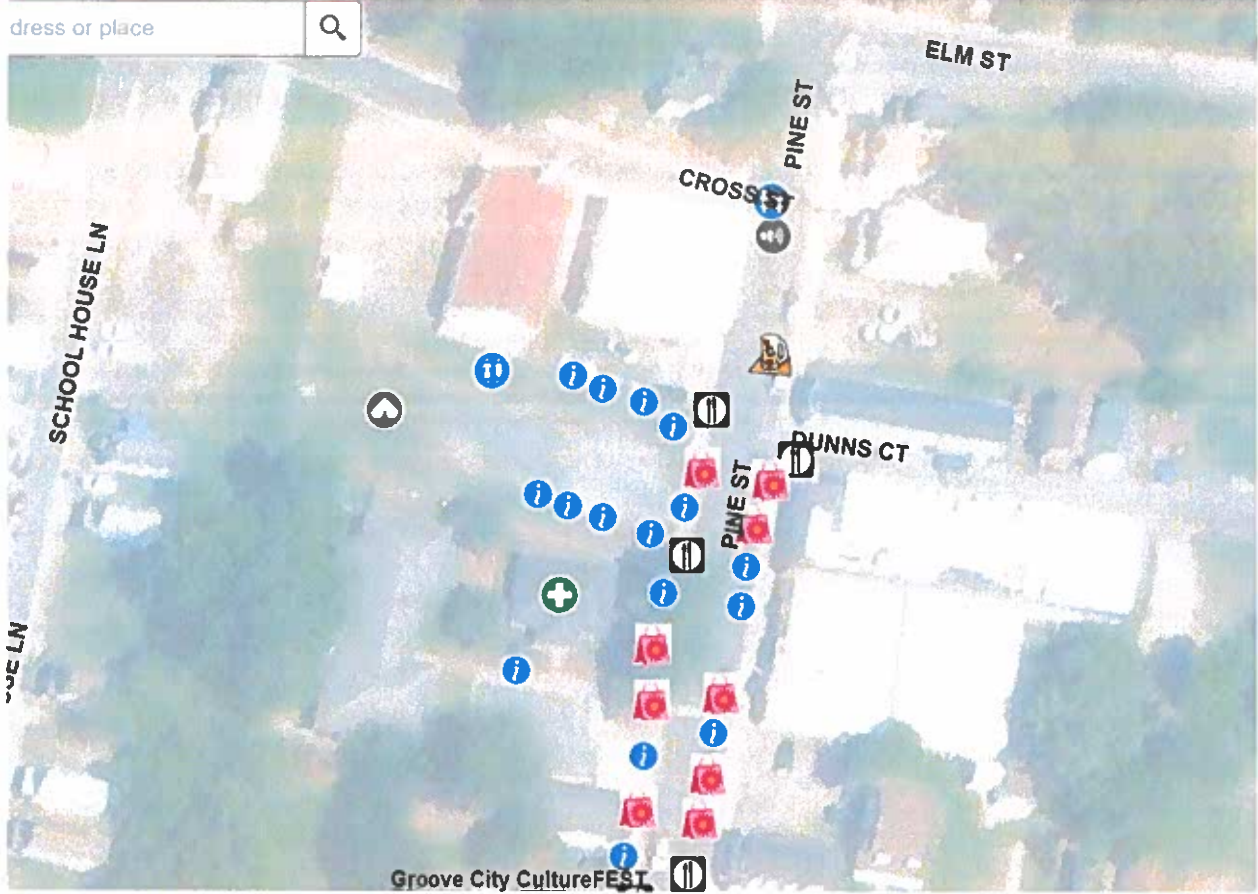 dress or place
ELM ST
PINE ST
CROSS ST
SCHOOL HOUSE LN
DUNNS CT
PINE ST
LN
Groove City CultureFEST